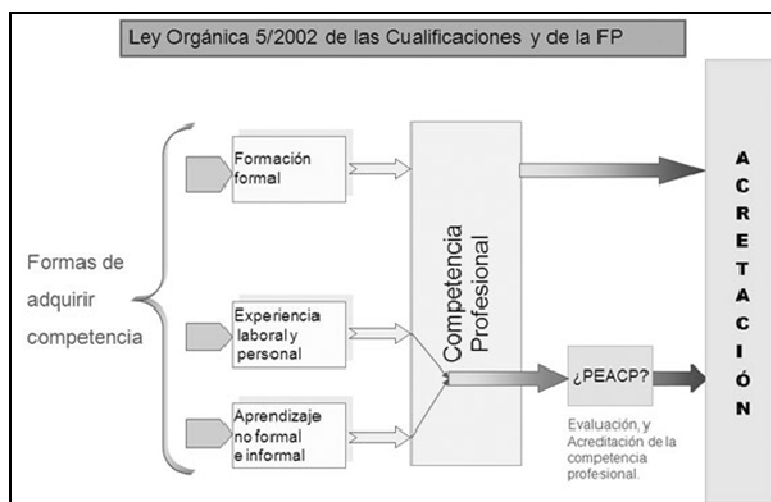 Ley Orgánica 5/2002 de las Cualificaciones y de la FP
Formas de
adquirir
competencia
Formación
formal
Experiencia
laboral y
personal
Aprendizaje
no formal
e informal
Competencia
Profesional
¿PEACP?
Evaluación, y
Acreditación de la
competencia
profesional.
ACRETACIÓN